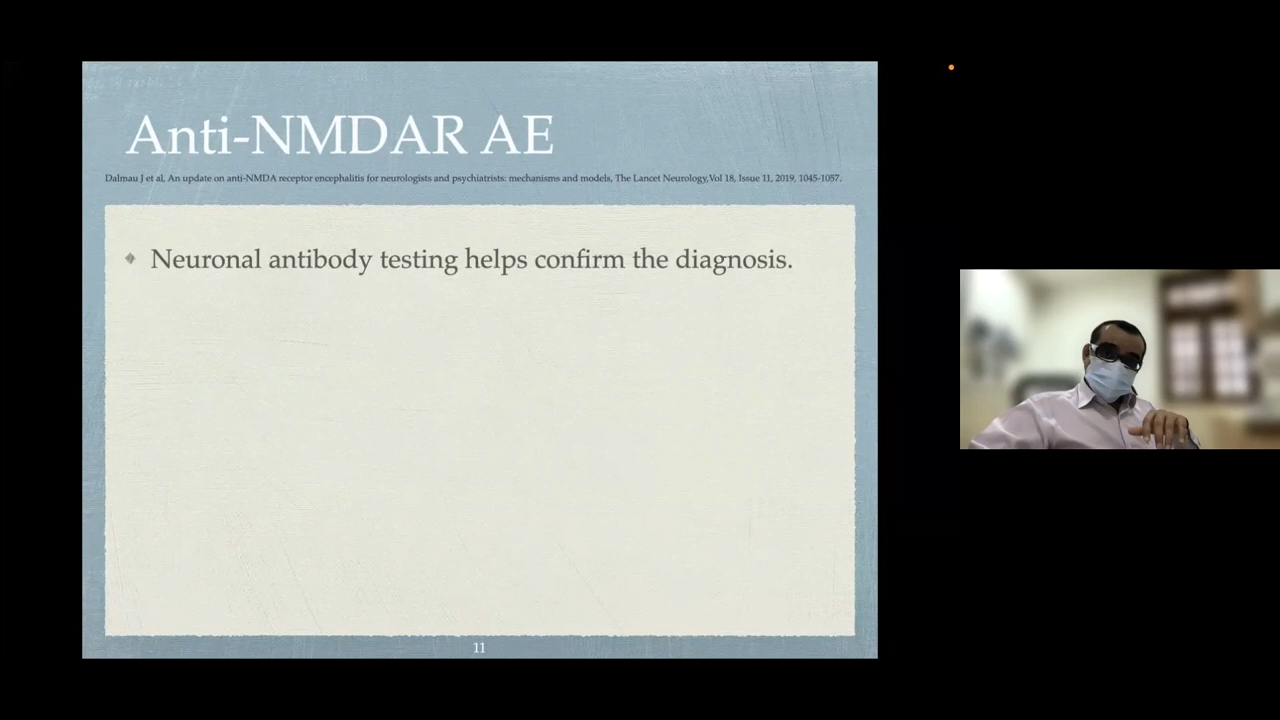 Anti-NMDAR AE
Dalmau J et al, An update on anti-NMDA receptor encephalitis for neurologists and psychiatrists: mechanisms and models, The Lancet Neurology,Vol 18, Issue 11, 2019, 1045-1057.
Neuronal antibody testing helps confirm the diagnosis.
11